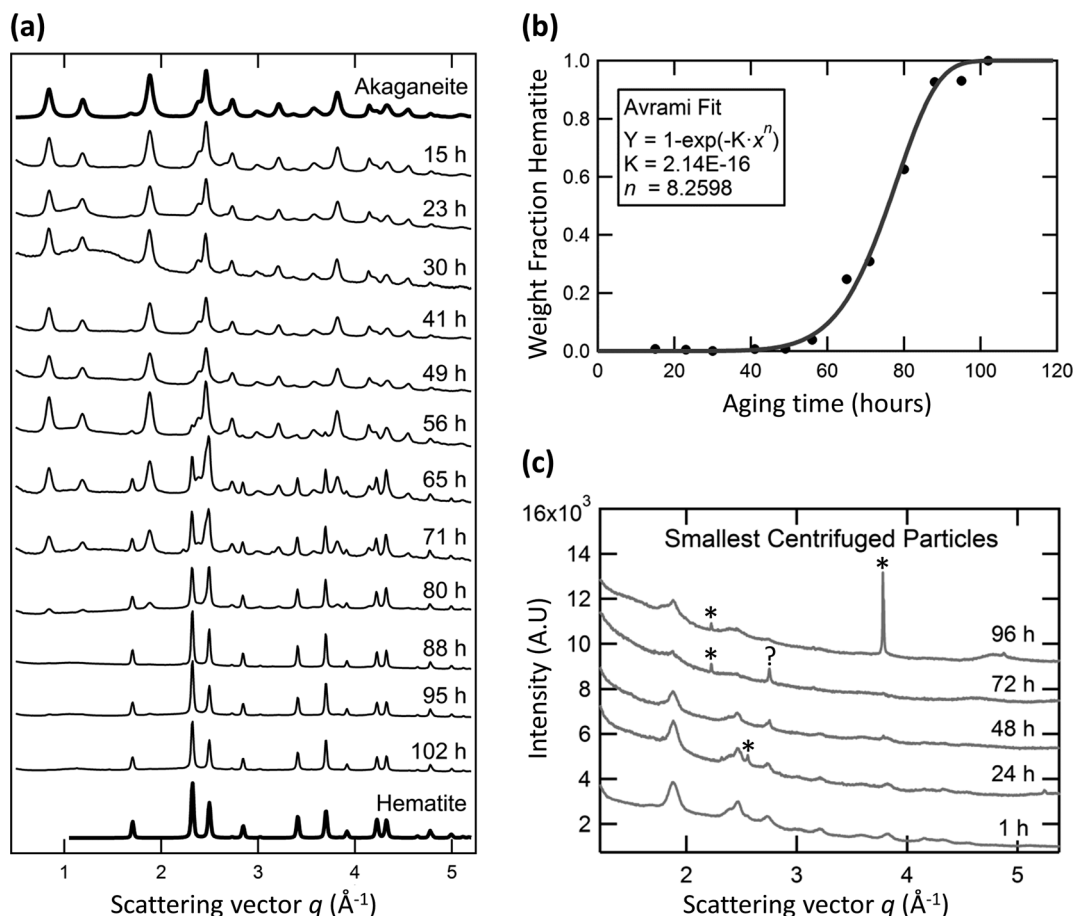 (a)
Akaganeite
15 h
23 h
30 h
41 h
49 h
56 h
65 h
71 h
80 h
88 h
95 h
102 h
Hematite
1 2 3 4 5
Scattering vector q (Å-1)
(b)
Weight Fraction Hematite
1.0
0.8
0.6
0.4
0.2
0.0
Avrami Fit
Y = 1-exp(-K·xⁿ)
K = 2.14E-16
n = 8.2598
0 20 40 60 80 100 120
Aging time (hours)
(c)
Intensity (A.U)
16x10³
14
12
10
8
6
4
2
Smallest Centrifuged Particles
*
*
96 h
* ?
72 h
48 h
*
24 h
1 h
2 3 4 5
Scattering vector q (Å-1)